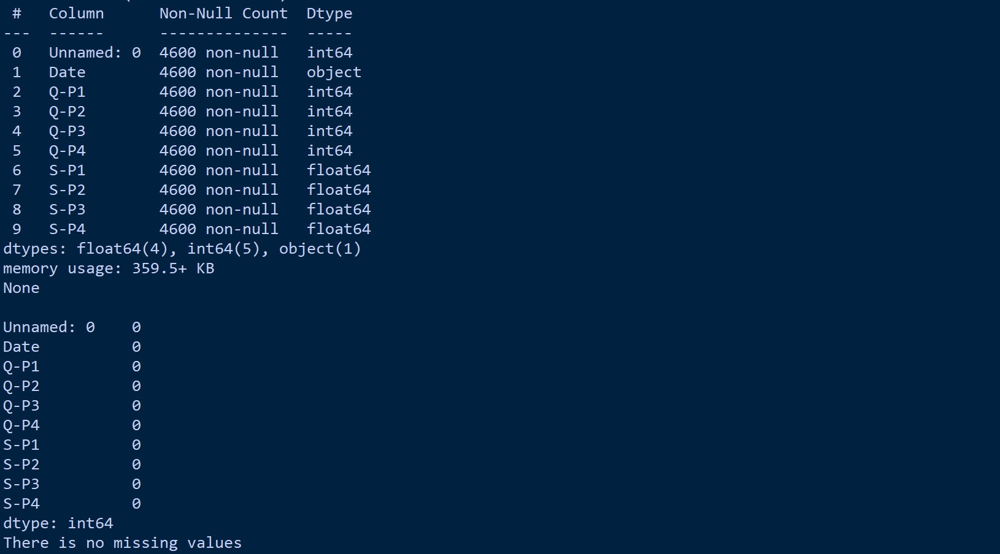 #   Column      Non-Null Count  Dtype
---  ------      --------------  -----
 0   Unnamed: 0  4600 non-null   int64
 1   Date        4600 non-null   object
 2   Q-P1        4600 non-null   int64
 3   Q-P2        4600 non-null   int64
 4   Q-P3        4600 non-null   int64
 5   Q-P4        4600 non-null   int64
 6   S-P1        4600 non-null   float64
 7   S-P2        4600 non-null   float64
 8   S-P3        4600 non-null   float64
 9   S-P4        4600 non-null   float64
dtypes: float64(4), int64(5), object(1)
memory usage: 359.5+ KB
None

Unnamed: 0    0
Date          0
Q-P1          0
Q-P2          0
Q-P3          0
Q-P4          0
S-P1          0
S-P2          0
S-P3          0
S-P4          0
dtype: int64
There is no missing values